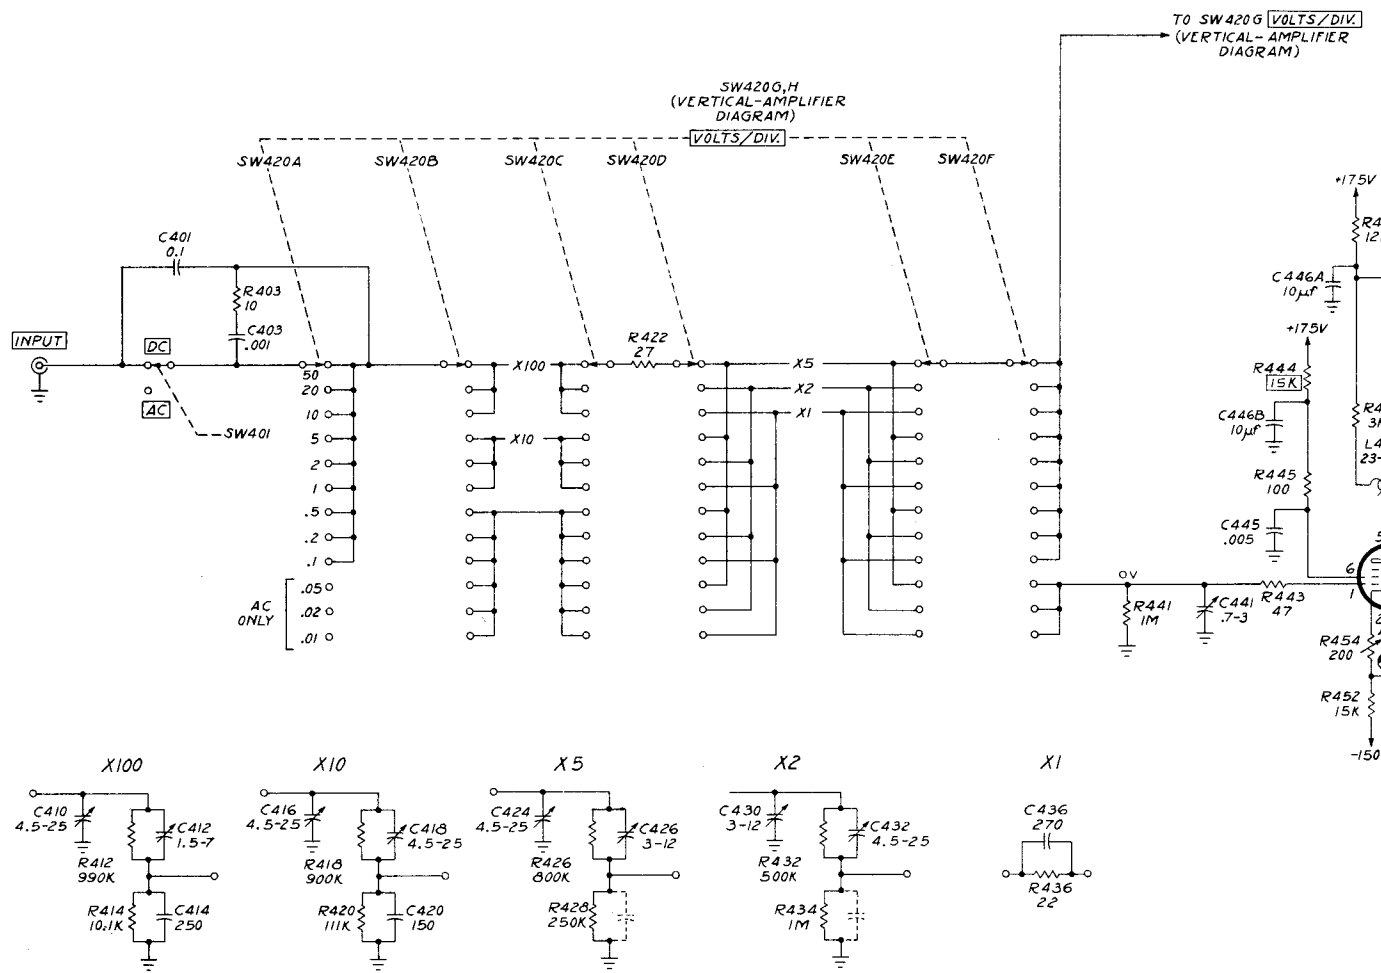 TO SW420G VOLTS/DIV.
(VERTICAL-AMPLIFIER
DIAGRAM)
SW420G,H
(VERTICAL-AMPLIFIER
DIAGRAM)
VOLTS/DIV.
SW420A
SW420B
SW420C
SW420D
SW420E
SW420F
+175V
C401
0.1
R403
10
C403
.001
C446A
10µf
+175V
INPUT
DC
AC
SW401
R422
27
X100
X10
X5
X2
X1
50
20
10
5
2
1
.5
.2
.1
AC
ONLY
.05
.02
.01
R444
15K
C446B
10µf
R445
100
C445
.005
6
1
0V
R441
1M
C441
.7-3
R443
47
R454
200
R452
15K
-150
X100
C410
4.5-25
C412
1.5-7
R412
990K
R414
10.1K
C414
250
X10
C416
4.5-25
C418
4.5-25
R418
900K
R420
111K
C420
150
X5
C424
4.5-25
C426
3-12
R426
800K
R428
250K
X2
C430
3-12
C432
4.5-25
R432
500K
R434
1M
X1
C436
270
R436
22